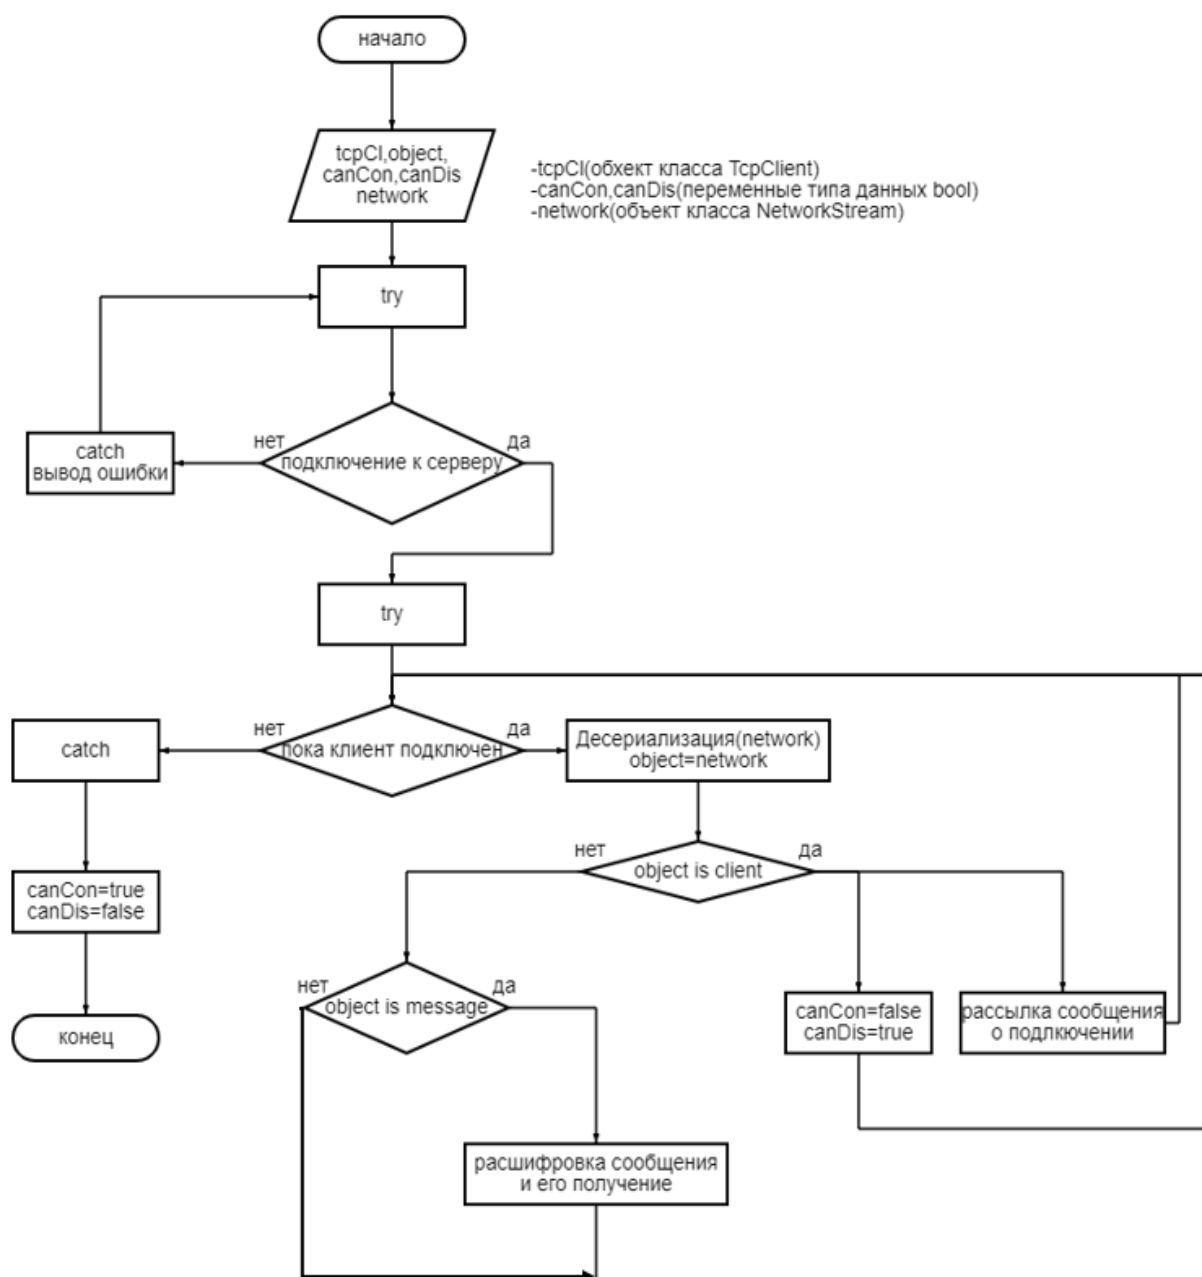 начало
tcpCl,object,
canCon,canDis
network
-tcpCl(обхект класса TcpClient)
-canCon,canDis(переменные типа данных bool)
-network(объект класса NetworkStream)
try
нет
да
catch
вывод ошибки
подключение к серверу
try
нет
да
catch
пока клиент подключен
Десериализация(network)
object=network
нет
да
object is client
canCon=true
canDis=false
нет
да
object is message
canCon=false
canDis=true
рассылка сообщения
о подлкючении
конец
расшифровка сообщения
и его получение